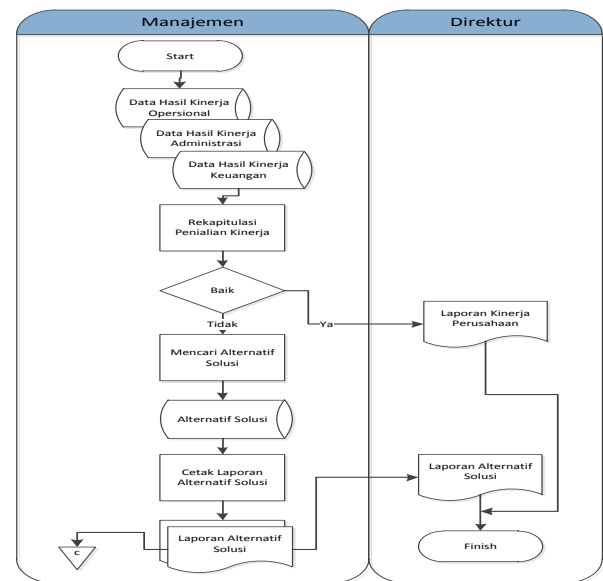 Manajemen
Direktur
Start
Data Hasil Kinerja
Opersional
Data Hasil Kinerja
Administrasi
Data Hasil Kinerja
Keuangan
Rekapitulasi
Penialian Kinerja
Baik
Tidak
Ya
Laporan Kinerja
Perusahaan
Mencari Alternatif
Solusi
Alternatif Solusi
Cetak Laporan
Alternatif Solusi
Laporan Alternatif
Solusi
Laporan Alternatif
Solusi
C
Finish